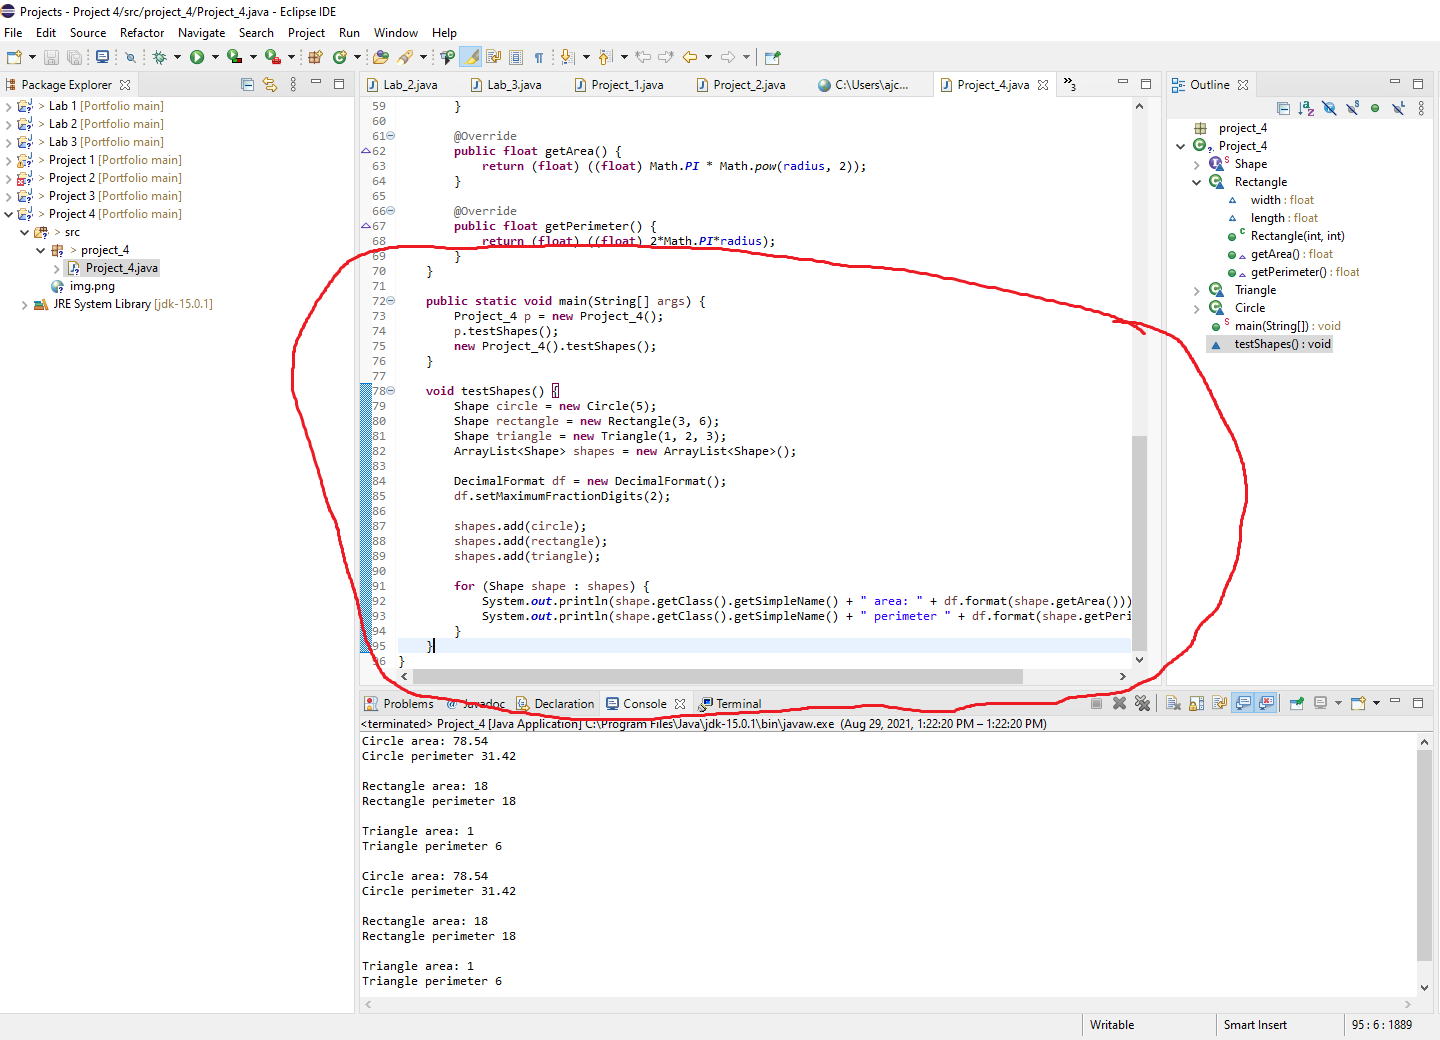 Projects - Project 4/src/project_4/Project_4.java - Eclipse IDE
File Edit Source Refactor Navigate Search Project Run Window Help
Package Explorer
> Lab 1 [Portfolio main]
> Lab 2 [Portfolio main]
> Lab 3 [Portfolio main]
> Project 1 [Portfolio main]
> Project 2 [Portfolio main]
> Project 3 [Portfolio main]
> Project 4 [Portfolio main]
> src
> project_4
Project_4.java
img.png
JRE System Library [jdk-15.0.1]
Lab_2.java Lab_3.java Project_1.java Project_2.java C:\Users\ajc... Project_4.java »3
59 }
60
61 @Override
62 public float getArea() {
63 return (float) ((float) Math.PI * Math.pow(radius, 2));
64 }
65
66 @Override
67 public float getPerimeter() {
68 return (float) ((float) 2*Math.PI*radius);
69 }
70 }
71
72 public static void main(String[] args) {
73 Project_4 p = new Project_4();
74 p.testShapes();
75 new Project_4().testShapes();
76 }
77
78 void testShapes() {
79 Shape circle = new Circle(5);
80 Shape rectangle = new Rectangle(3, 6);
81 Shape triangle = new Triangle(1, 2, 3);
82 ArrayList<Shape> shapes = new ArrayList<Shape>();
83
84 DecimalFormat df = new DecimalFormat();
85 df.setMaximumFractionDigits(2);
86
87 shapes.add(circle);
88 shapes.add(rectangle);
89 shapes.add(triangle);
90
91 for (Shape shape : shapes) {
92 System.out.println(shape.getClass().getSimpleName() + " area: " + df.format(shape.getArea()))
93 System.out.println(shape.getClass().getSimpleName() + " perimeter " + df.format(shape.getPeri
94 }
95 }
96 }
Outline
project_4
Project_4
Shape
Rectangle
width : float
length : float
Rectangle(int, int)
getArea() : float
getPerimeter() : float
Triangle
Circle
main(String[]) : void
testShapes() : void
Problems @ Javadoc Declaration Console Terminal
<terminated> Project_4 [Java Application] C:\Program Files\Java\jdk-15.0.1\bin\javaw.exe (Aug 29, 2021, 1:22:20 PM – 1:22:20 PM)
Circle area: 78.54
Circle perimeter 31.42
Rectangle area: 18
Rectangle perimeter 18
Triangle area: 1
Triangle perimeter 6
Circle area: 78.54
Circle perimeter 31.42
Rectangle area: 18
Rectangle perimeter 18
Triangle area: 1
Triangle perimeter 6
Writable Smart Insert 95 : 6 : 1889